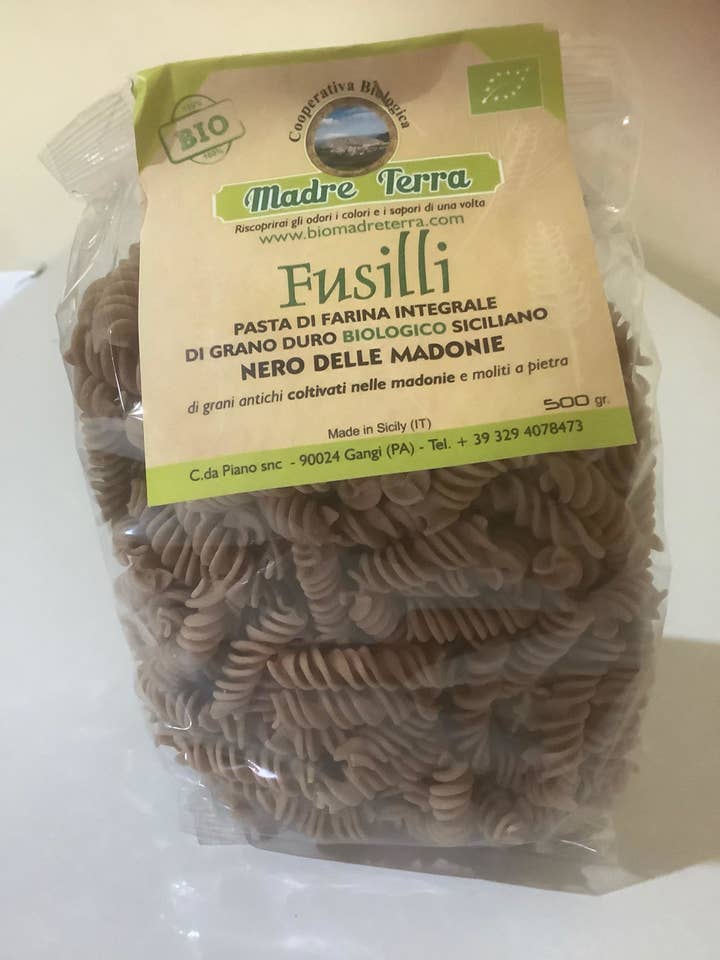 100%
BIO
100%
Cooperativa Biologica
Madre Terra
Riscoprirai gli odori i colori e i sapori di una volta
www.biomadreterra.com
Fusilli
PASTA DI FARINA INTEGRALE
DI GRANO DURO BIOLOGICO SICILIANO
NERO DELLE MADONIE
di grani antichi coltivati nelle madonie e moliti a pietra
500 gr.
Made in Sicily (IT)
C.da Piano snc - 90024 Gangi (PA) - Tel. + 39 329 4078473